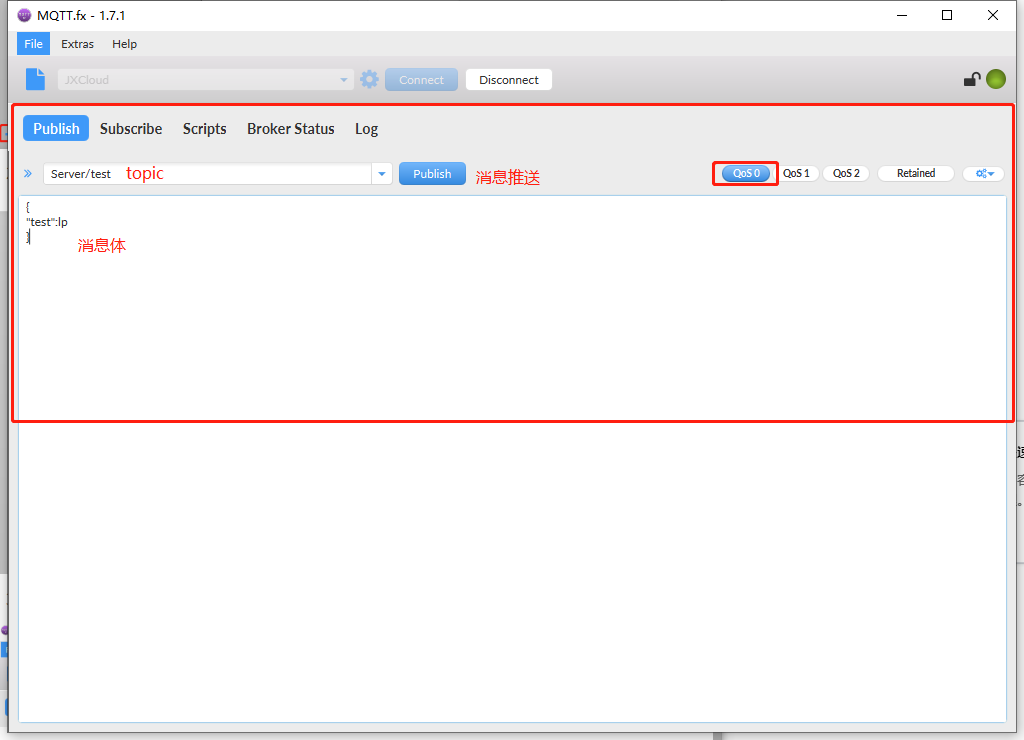 MQTT.fx - 1.7.1
File Extras Help
JXCloud Connect Disconnect
Publish Subscribe Scripts Broker Status Log
Server/test topic Publish 消息推送 QoS 0 QoS 1 QoS 2 Retained
{
"test":lp
}
消息体